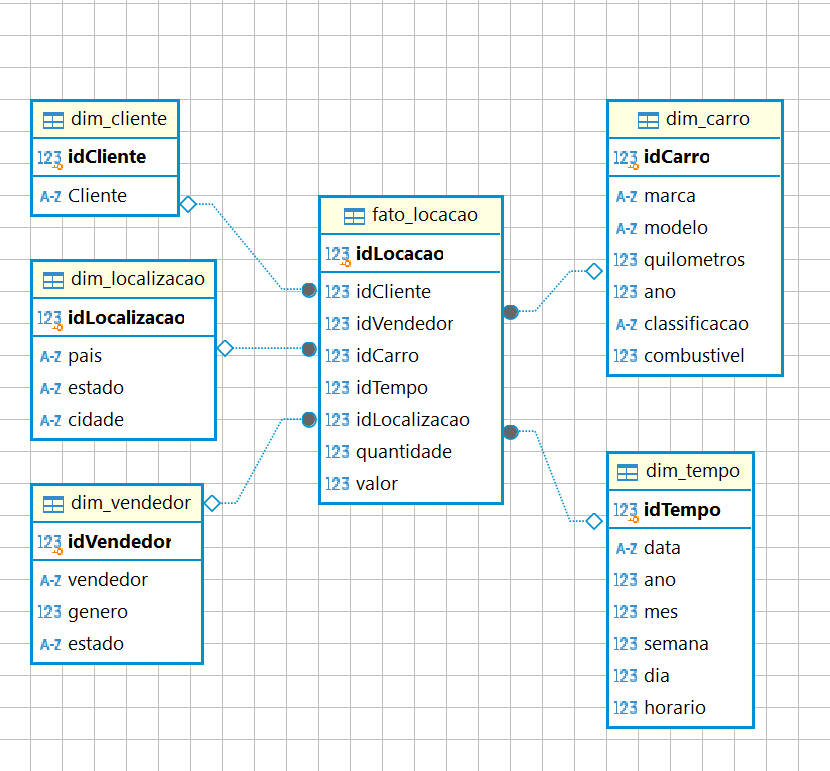 dim_cliente
123 idCliente
A-Z Cliente
dim_localizacao
123 idLocalizacao
A-Z pais
A-Z estado
A-Z cidade
dim_vendedor
123 idVendedor
A-Z vendedor
123 genero
A-Z estado
fato_locacao
123 idLocacao
123 idCliente
123 idVendedor
123 idCarro
123 idTempo
123 idLocalizacao
123 quantidade
123 valor
dim_carro
123 idCarro
A-Z marca
A-Z modelo
123 quilometros
123 ano
A-Z classificacao
123 combustivel
dim_tempo
123 idTempo
A-Z data
123 ano
123 mes
123 semana
123 dia
123 horario